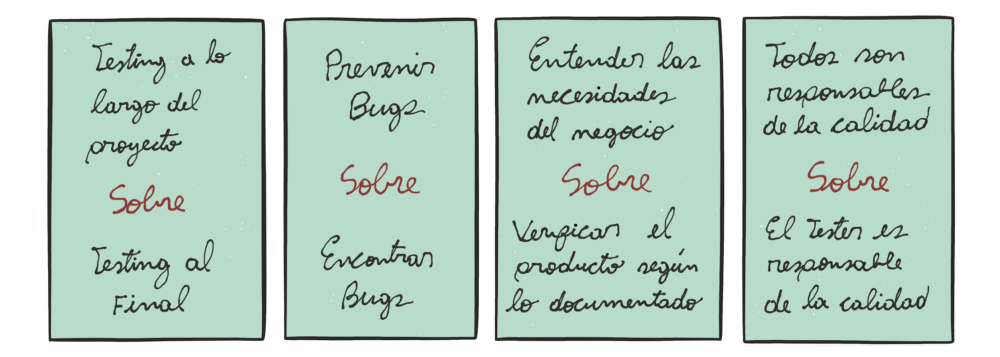 Testing a lo
largo del
proyecto
Sobre
Testing al
Final
Prevenir
Bugs
Sobre
Encontrar
Bugs
Entender las
necesidades
del negocio
Sobre
Verificar el
producto según
lo documentado
Todos son
responsables
de la calidad
Sobre
El Tester es
responsable
de la calidad